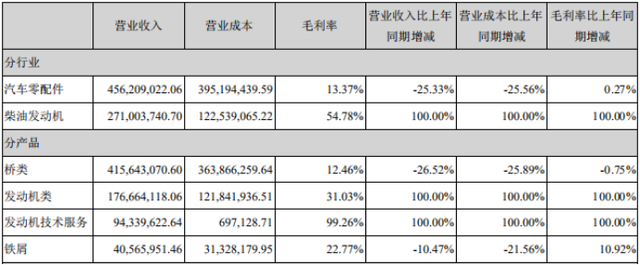 营业收入 营业成本 毛利率 营业收入比上年同期增减 营业成本比上年同期增减 毛利率比上年同期增减
分行业
汽车零配件 456,209,022.06 395,194,439.59 13.37% -25.33% -25.56% 0.27%
柴油发动机 271,003,740.70 122,539,065.22 54.78% 100.00% 100.00% 100.00%
分产品
桥类 415,643,070.60 363,866,259.64 12.46% -26.52% -25.89% -0.75%
发动机类 176,664,118.06 121,841,936.51 31.03% 100.00% 100.00% 100.00%
发动机技术服务 94,339,622.64 697,128.71 99.26% 100.00% 100.00% 100.00%
铁屑 40,565,951.46 31,328,179.95 22.77% -10.47% -21.56% 10.92%